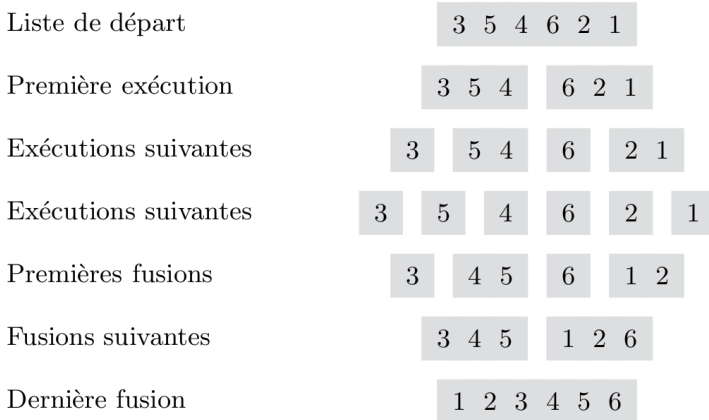 Liste de départ 3 5 4 6 2 1
Première exécution 3 5 4 6 2 1
Exécutions suivantes 3 5 4 6 2 1
Exécutions suivantes 3 5 4 6 2 1
Premières fusions 3 4 5 6 1 2
Fusions suivantes 3 4 5 1 2 6
Dernière fusion 1 2 3 4 5 6